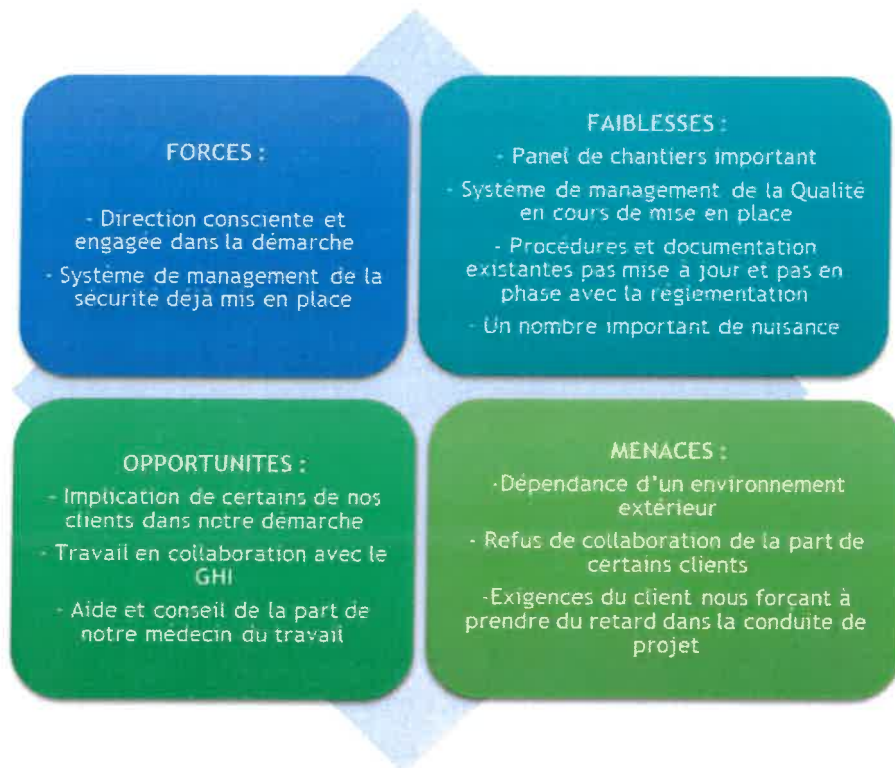 FORCES :
- Direction consciente et
engagée dans la démarche
- Système de management de la
sécurité déjà mis en place
FAIBLESSES :
- Panel de chantiers important
- Système de management de la Qualité
en cours de mise en place
- Procédures et documentation
existantes pas mise à jour et pas en
phase avec la réglementation
- Un nombre important de nuisance
OPPORTUNITES :
- Implication de certains de nos
clients dans notre démarche
- Travail en collaboration avec le
GHI
- Aide et conseil de la part de
notre médecin du travail
MENACES :
-Dépendance d'un environnement
extérieur
- Refus de collaboration de la part de
certains clients
-Exigences du client nous forçant à
prendre du retard dans la conduite de
projet